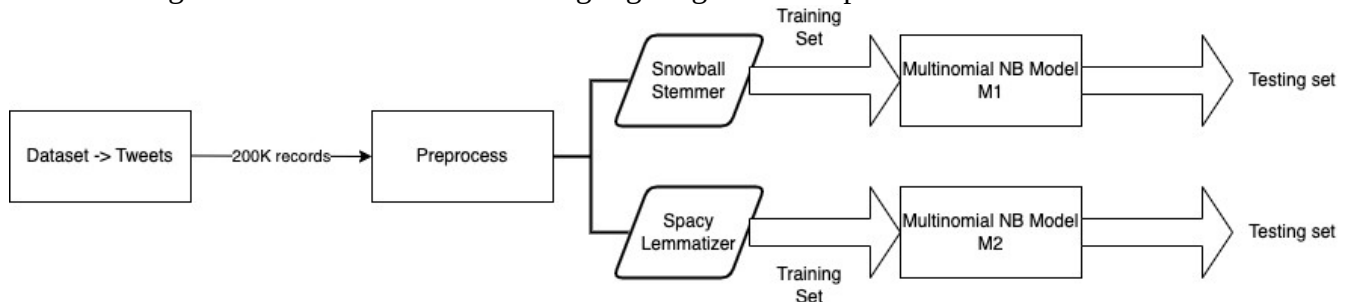 Dataset -> Tweets
200K records
Preprocess
Snowball
Stemmer
Training
Set
Multinomial NB Model
M1
Testing set
Spacy
Lemmatizer
Training
Set
Multinomial NB Model
M2
Testing set